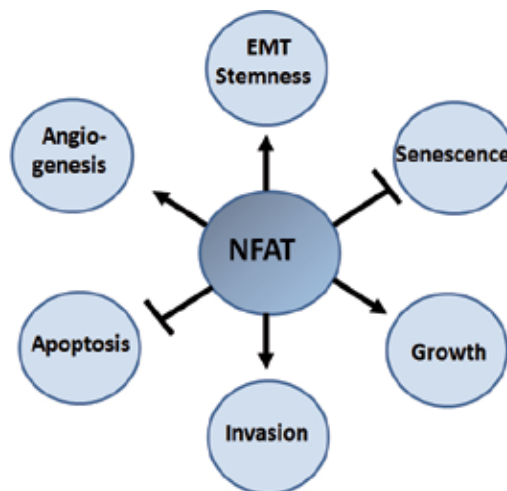 EMT
Stemness
Angio-
genesis
Senescence
NFAT
Apoptosis
Growth
Invasion